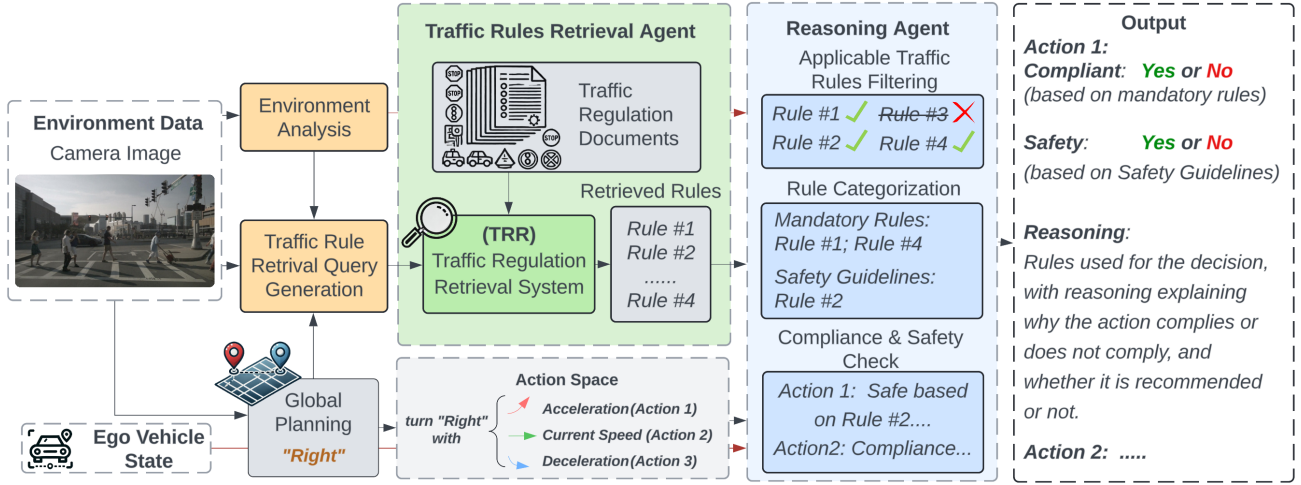 Environment Data
Camera Image
Ego Vehicle
State
Environment
Analysis
Traffic Rule
Retrival Query
Generation
Global
Planning
"Right"
Traffic Rules Retrieval Agent
STOP
STOP
STOP
Traffic
Regulation
Documents
Retrieved Rules
(TRR)
Traffic Regulation
Retrieval System
Rule #1
Rule #2
......
Rule #4
Action Space
turn "Right"
with
Acceleration(Action 1)
Current Speed (Action 2)
Deceleration(Action 3)
Reasoning Agent
Applicable Traffic
Rules Filtering
Rule #1 Rule #3
Rule #2 Rule #4
Rule Categorization
Mandatory Rules:
Rule #1; Rule #4
Safety Guidelines:
Rule #2
Compliance & Safety
Check
Action 1: Safe based
on Rule #2....
Action2: Compliance...
Output
Action 1:
Compliant: Yes or No
(based on mandatory rules)
Safety: Yes or No
(based on Safety Guidelines)
Reasoning:
Rules used for the decision,
with reasoning explaining
why the action complies or
does not comply, and
whether it is recommended
or not.
Action 2: .....